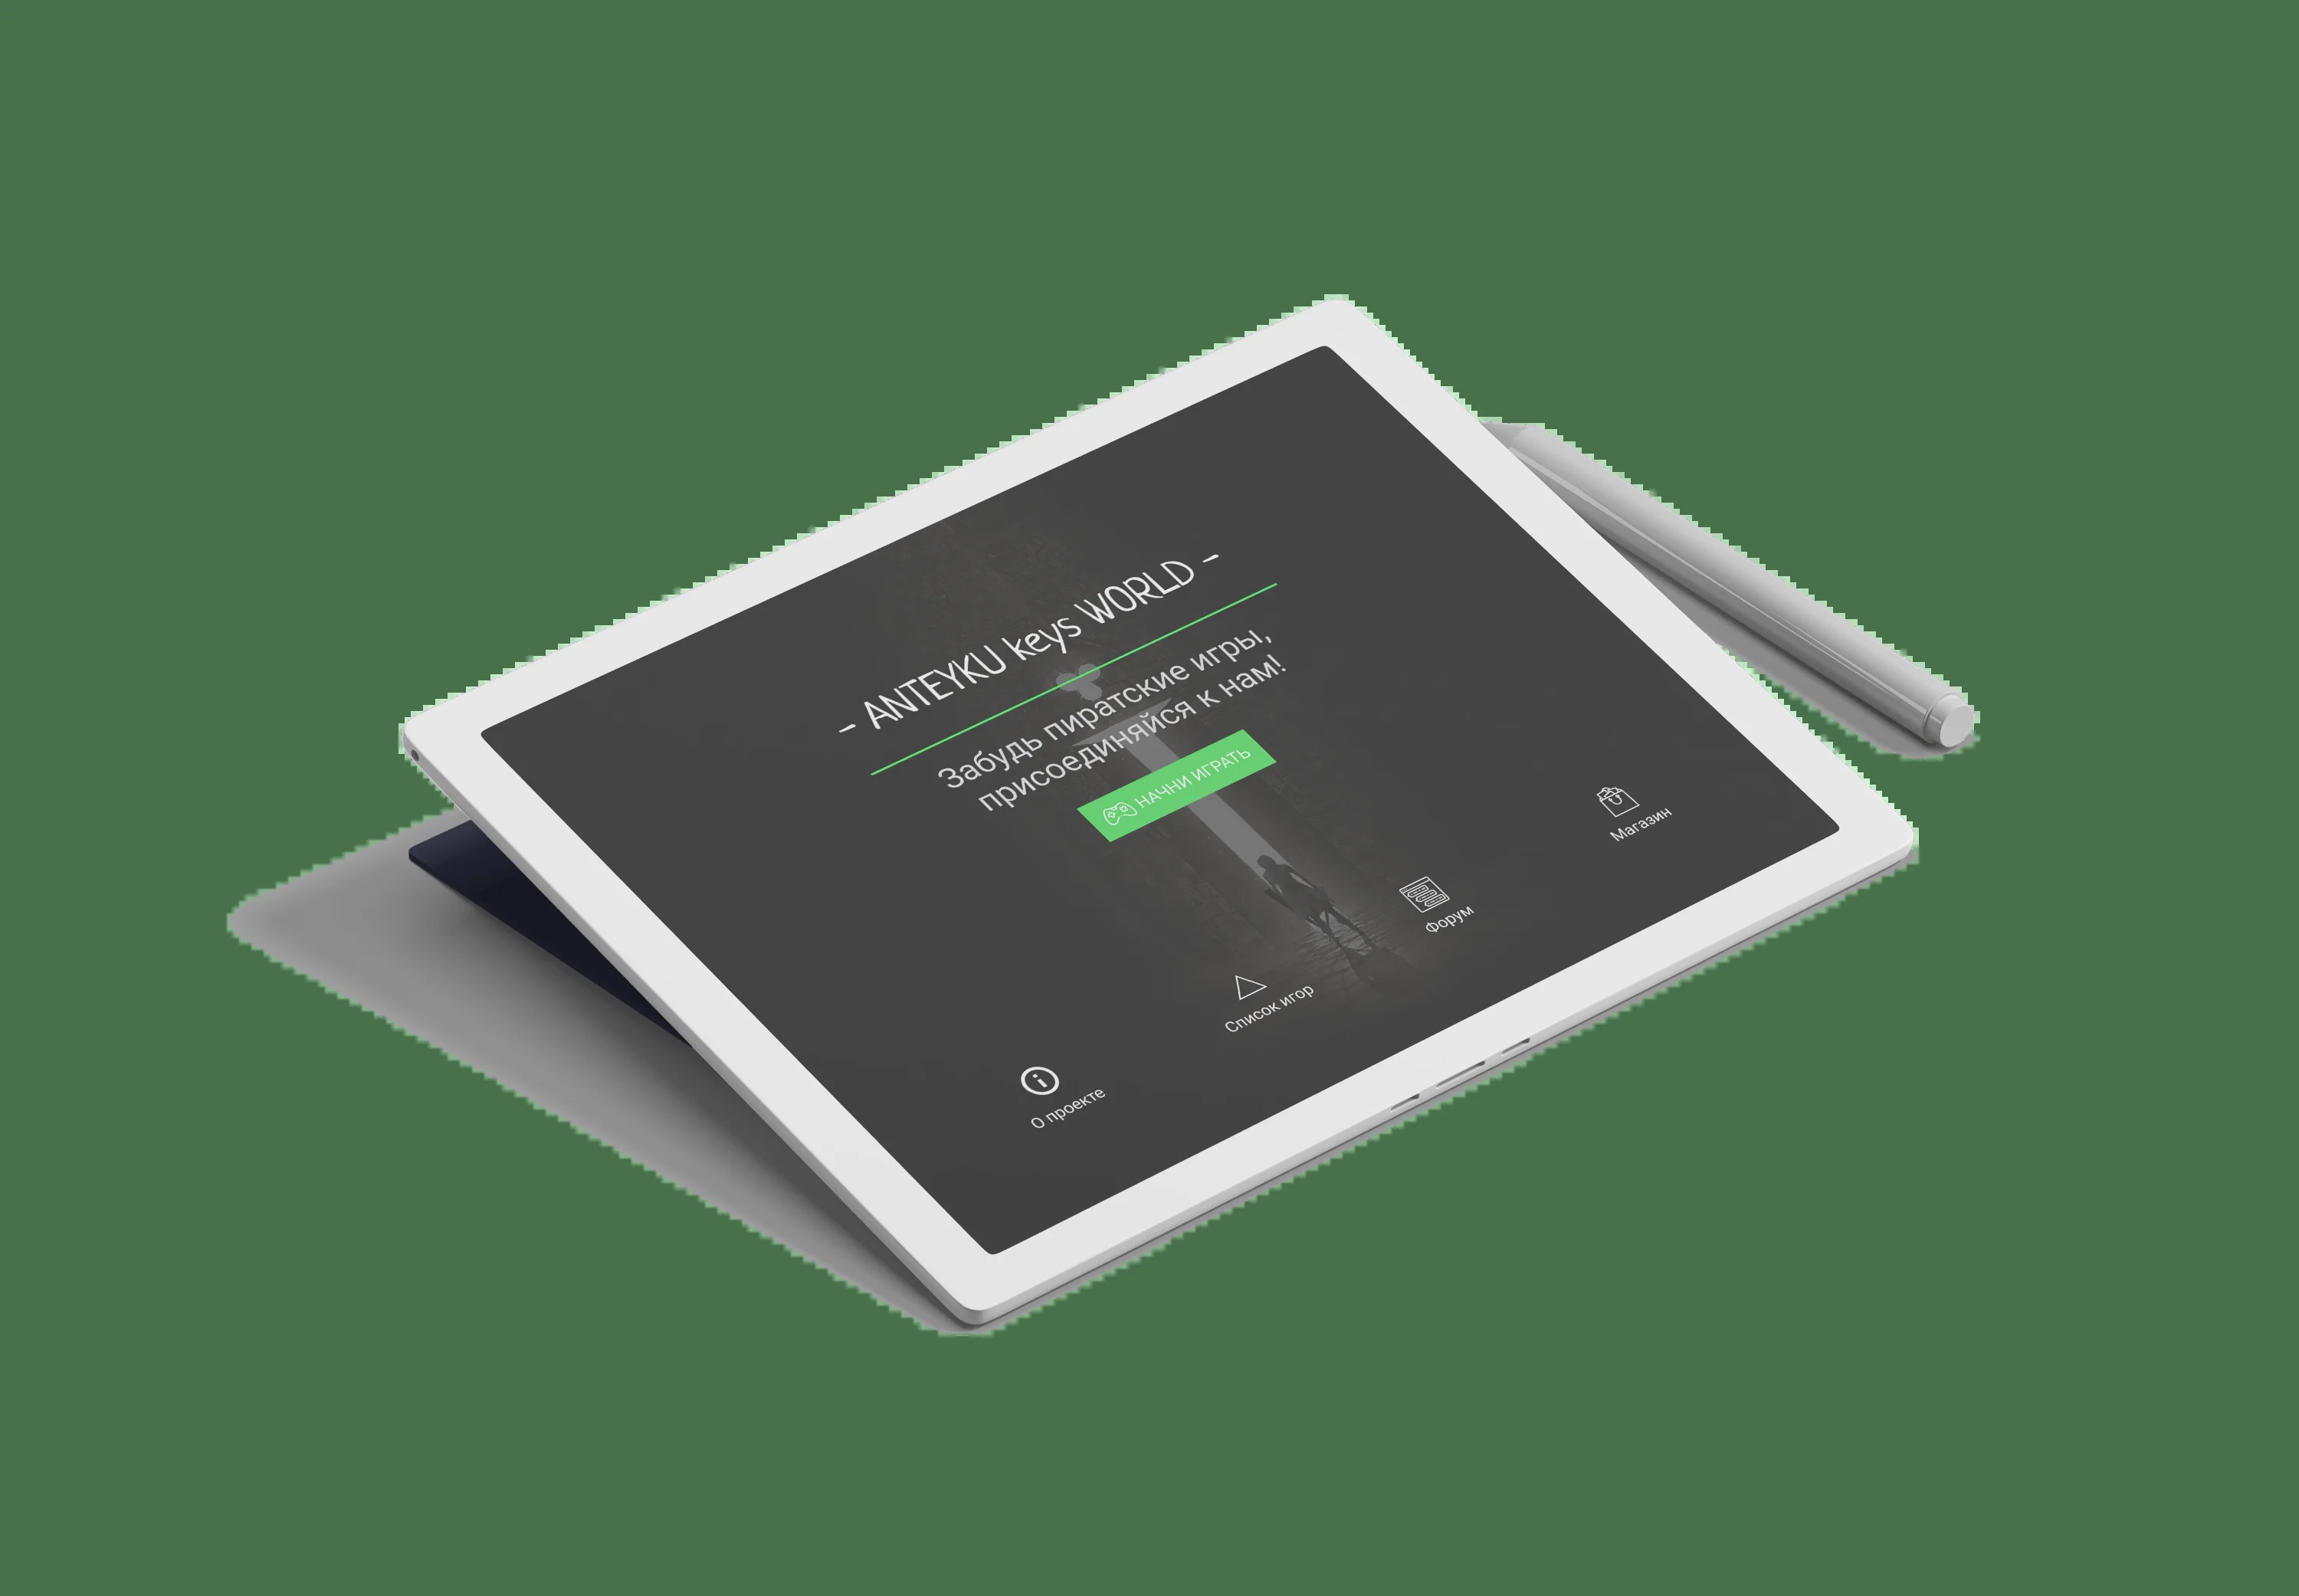 - ANTEYKU keys WORLD -
Забудь пиратские игры,
присоединяйся к нам!
НАЧНИ ИГРАТЬ
О проекте
Список игор
Форум
Магазин